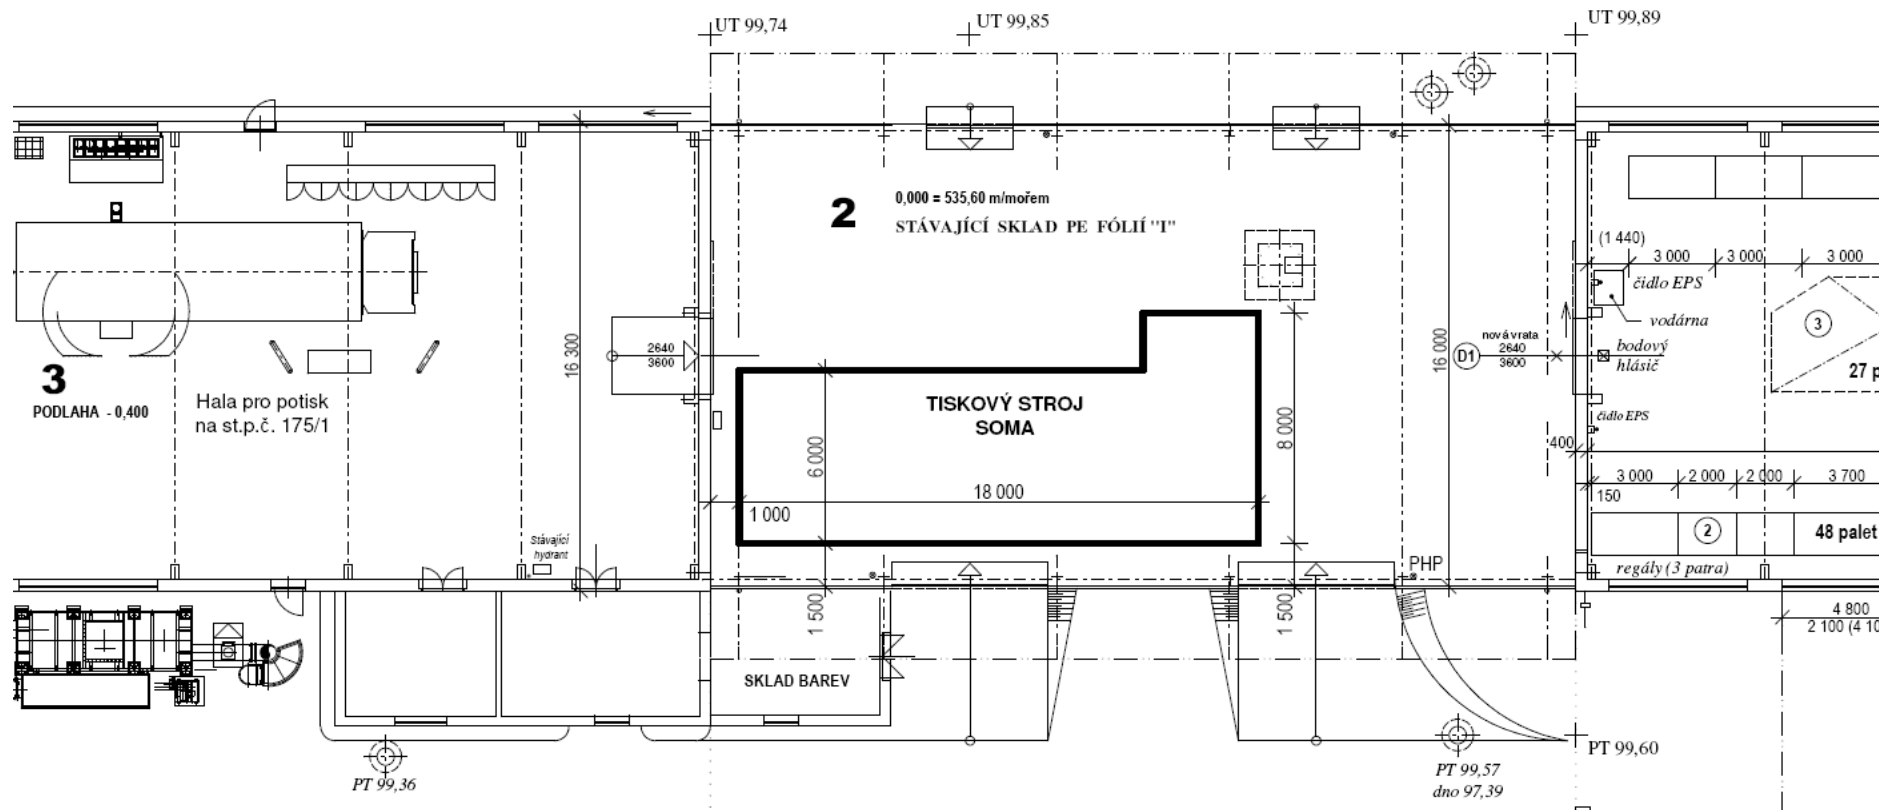 UT 99,74
UT 99,85
UT 99,89
2
0,000 = 535,60 m/mořem
STÁVAJÍCÍ SKLAD PE FÓLIÍ "I"
(1 440)
3 000
3 000
3 000
čidlo EPS
vodárna
3
bodový
hlásič
27 p
nová vrata
D1
2640
3600
16 000
16 300
2640
3600
3
PODLAHA - 0,400
Hala pro potisk
na st.p.č. 175/1
TISKOVÝ STROJ
SOMA
6 000
8 000
18 000
1 000
čidlo EPS
400
3 000
2 000
2 000
3 700
150
2
48 palet
regály (3 patra)
Stávající
hydrant
PHP
1 500
1 500
4 800
2 100 (4 10
SKLAD BAREV
PT 99,36
PT 99,57
dno 97,39
PT 99,60